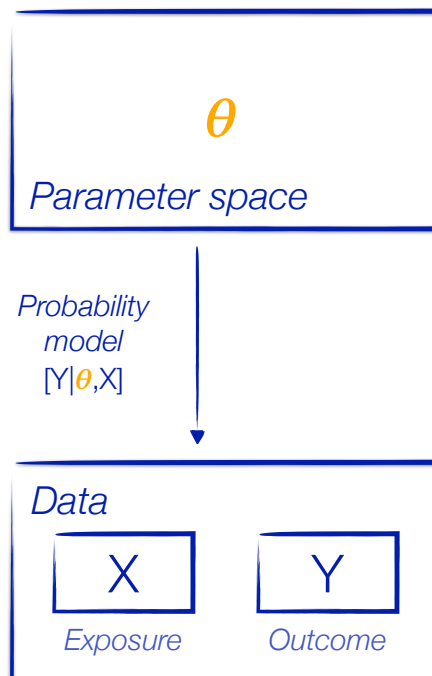 θ
Parameter space
Probability
model
[Y|θ,X]
Data
X Y
Exposure Outcome